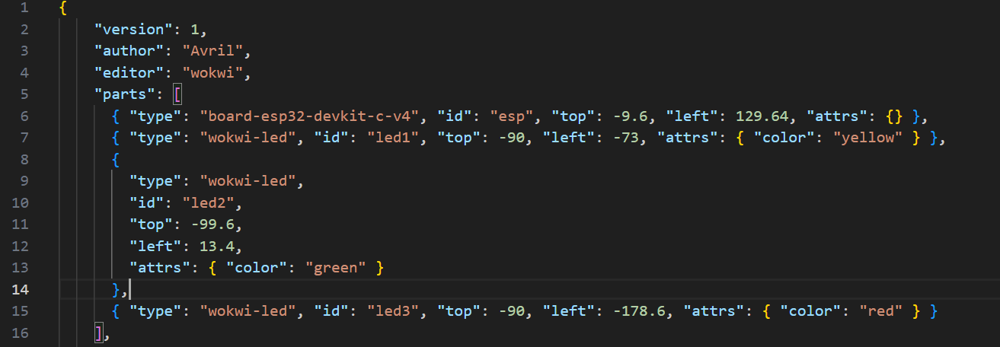 1 {
2 "version": 1,
3 "author": "Avril",
4 "editor": "wokwi",
5 "parts": [
6 { "type": "board-esp32-devkit-c-v4", "id": "esp", "top": -9.6, "left": 129.64, "attrs": {} },
7 { "type": "wokwi-led", "id": "led1", "top": -90, "left": -73, "attrs": { "color": "yellow" } },
8 {
9 "type": "wokwi-led",
10 "id": "led2",
11 "top": -99.6,
12 "left": 13.4,
13 "attrs": { "color": "green" }
14 },
15 { "type": "wokwi-led", "id": "led3", "top": -90, "left": -178.6, "attrs": { "color": "red" } }
16 ],